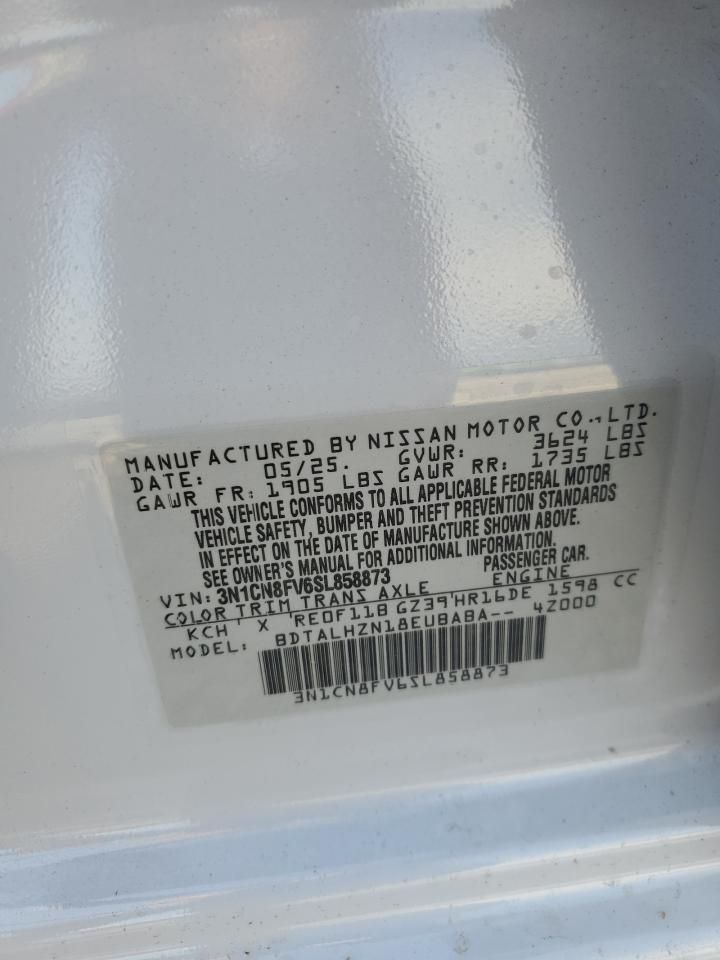 MANUFACTURED BY NISSAN MOTOR CO., LTD.
DATE: 05/25. GVWR: 3624 LBS
GAWR FR: 1905 LBS GAWR RR: 1735 LBS
THIS VEHICLE CONFORMS TO ALL APPLICABLE FEDERAL MOTOR
VEHICLE SAFETY, BUMPER AND THEFT PREVENTION STANDARDS
IN EFFECT ON THE DATE OF MANUFACTURE SHOWN ABOVE.
SEE OWNER'S MANUAL FOR ADDITIONAL INFORMATION.
VIN: 3N1CN8FV6SL858873 PASSENGER CAR.
COLOR TRIM TRANS AXLE ENGINE
KCH' X 'RE0F11B GZ39'HR16DE 1598 CC
MODEL: BDTALHZN18EUBABA-- 4Z000
3N1CN8FV6SL858873